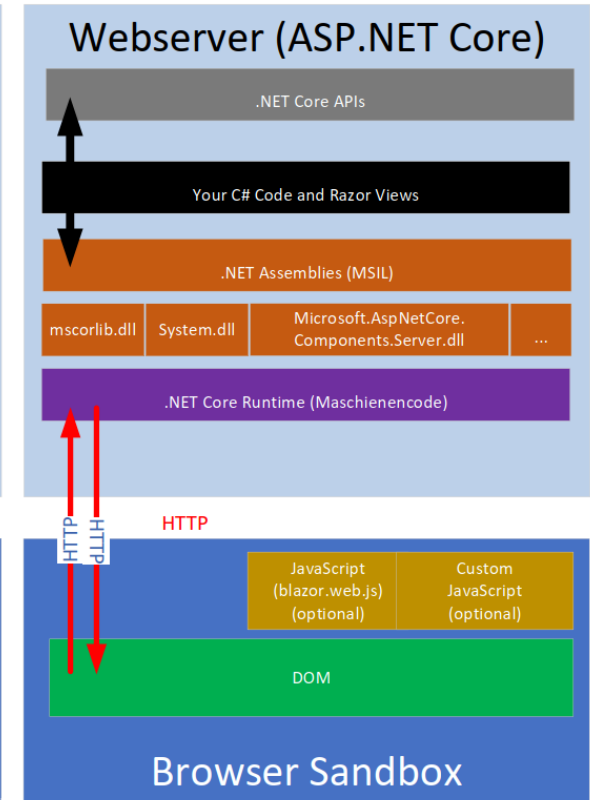 Webserver (ASP.NET Core)
.NET Core APIs
Your C# Code and Razor Views
.NET Assemblies (MSIL)
mscorlib.dll
System.dll
Microsoft.AspNetCore.
Components.Server.dll
...
.NET Core Runtime (Maschienencode)
HTTP
HTTP
HTTP
JavaScript
(blazor.web.js)
(optional)
Custom
JavaScript
(optional)
DOM
Browser Sandbox